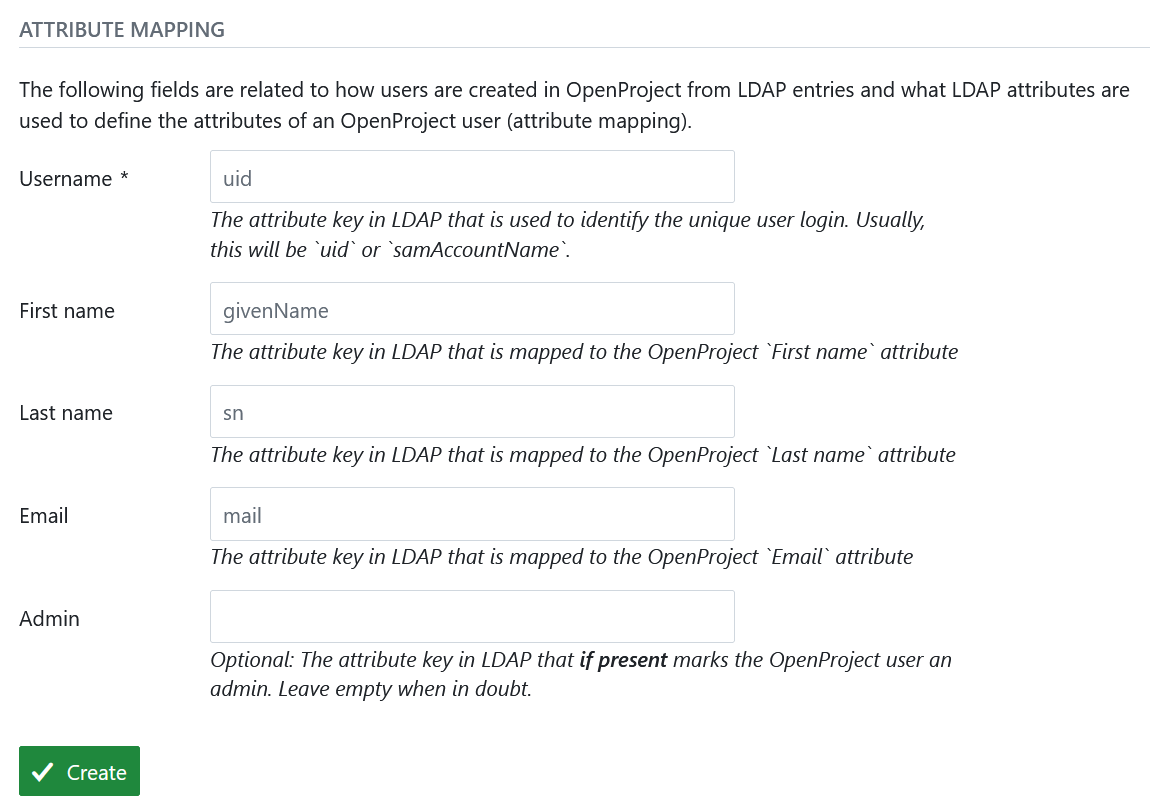 ATTRIBUTE MAPPING
The following fields are related to how users are created in OpenProject from LDAP entries and what LDAP attributes are
used to define the attributes of an OpenProject user (attribute mapping).
Username *
uid
The attribute key in LDAP that is used to identify the unique user login. Usually,
this will be `uid` or `samAccountName`.
First name
givenName
The attribute key in LDAP that is mapped to the OpenProject `First name` attribute
Last name
sn
The attribute key in LDAP that is mapped to the OpenProject `Last name` attribute
Email
mail
The attribute key in LDAP that is mapped to the OpenProject `Email` attribute
Admin
Optional: The attribute key in LDAP that if present marks the OpenProject user an
admin. Leave empty when in doubt.
Create